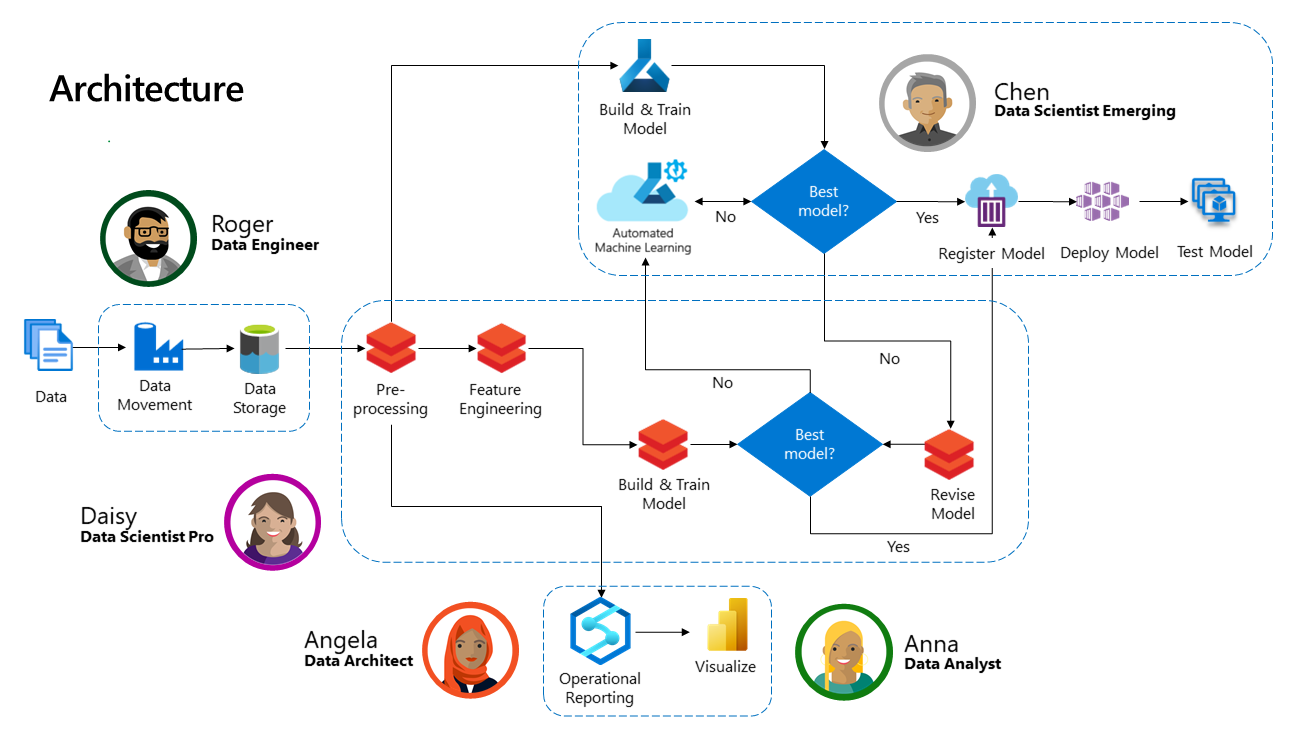 Architecture
Build & Train
Model
Chen
Data Scientist Emerging
Best
model?
Automated
Machine Learning
No
Yes
Register Model
Deploy Model
Test Model
Roger
Data Engineer
Data
Data
Movement
Data
Storage
Pre-
processing
Feature
Engineering
No
No
Build & Train
Model
Best
model?
Revise
Model
Yes
Daisy
Data Scientist Pro
Angela
Data Architect
Operational
Reporting
Visualize
Anna
Data Analyst